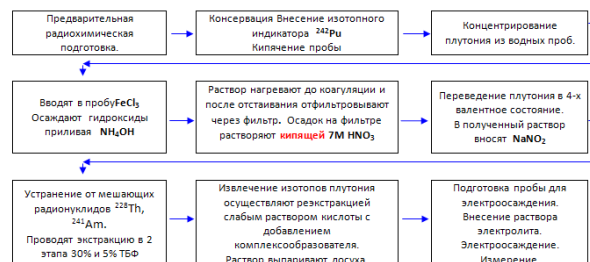 Предварительная
радиохимическая
подготовка.
Консервация Внесение изотопного
индикатора ²⁴²Pu
Кипячение пробы
Концентрирование
плутония из водных проб.
Вводят в пробуFeCl₃
Осаждают гидроксиды
приливая NH₄OH
Раствор нагревают до коагуляции и
после отстаивания отфильтровывают
через фильтр. Осадок на фильтре
растворяют кипящей 7М HNO₃
Переведение плутония в 4-х
валентное состояние.
В полученный раствор
вносят NaNO₂
Устранение от мешающих
радионуклидов ²²⁸Th,
²⁴¹Am.
Проводят экстракцию в 2
этапа 30% и 5% ТБФ
Извлечение изотопов плутония
осуществляют реэкстракцией
слабым раствором кислоты с
добавлением
комплексообразователя.
Раствор выпаривают досуха.
Подготовка пробы для
электроосаждения.
Внесение раствора
электролита.
Электроосаждение.
Измерение